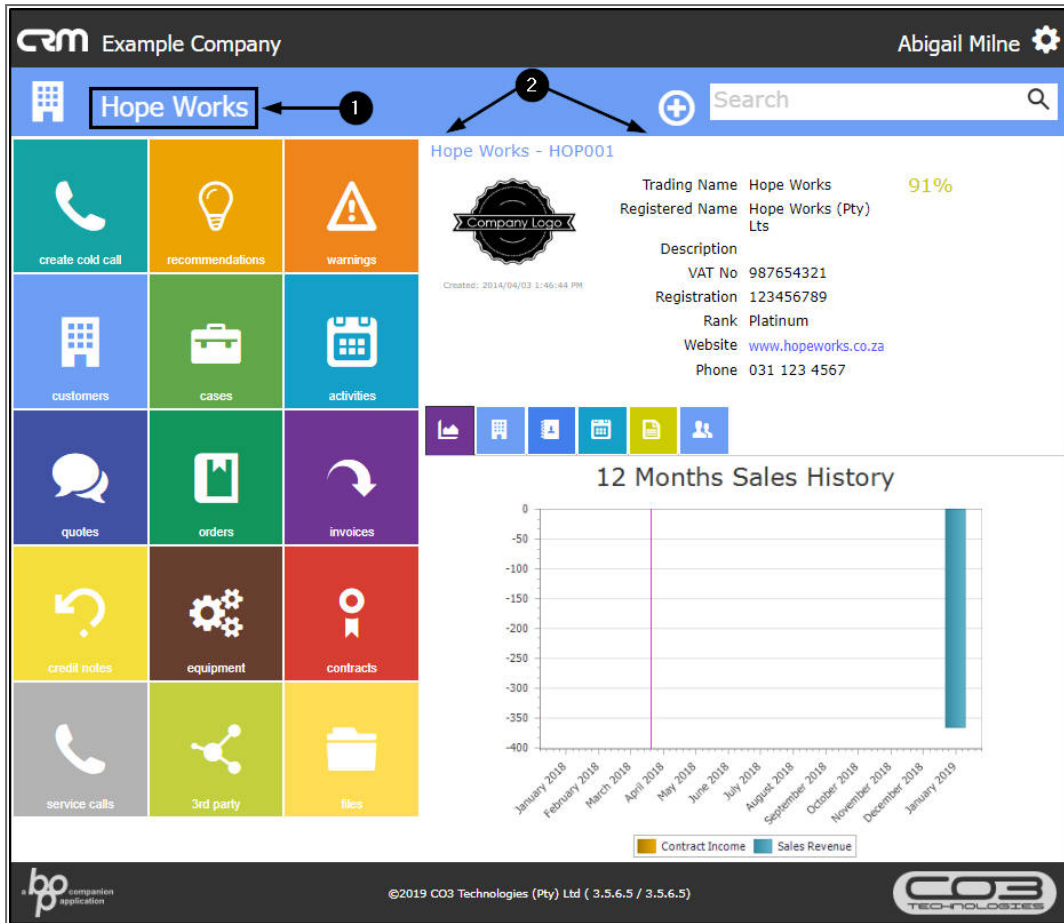 CRM Example Company
Abigail Milne
Hope Works
1
2
Search
create cold call
recommendations
warnings
customers
cases
activities
quotes
orders
invoices
credit notes
equipment
contracts
service calls
3rd party
files
Hope Works - HOP001
Company Logo
Created: 2014/04/03 1:46:44 PM
Trading Name Hope Works
91%
Registered Name Hope Works (Pty)
Lts
Description
VAT No 987654321
Registration 123456789
Rank Platinum
Website www.hopeworks.co.za
Phone 031 123 4567
12 Months Sales History
0
-50
-100
-150
-200
-250
-300
-350
-400
January 2018
February 2018
March 2018
April 2018
May 2018
June 2018
July 2018
August 2018
September 2018
October 2018
November 2018
December 2018
January 2019
Contract Income
Sales Revenue
a bpo companion
application
©2019 CO3 Technologies (Pty) Ltd ( 3.5.6.5 / 3.5.6.5)
CO3
TECHNOLOGIES